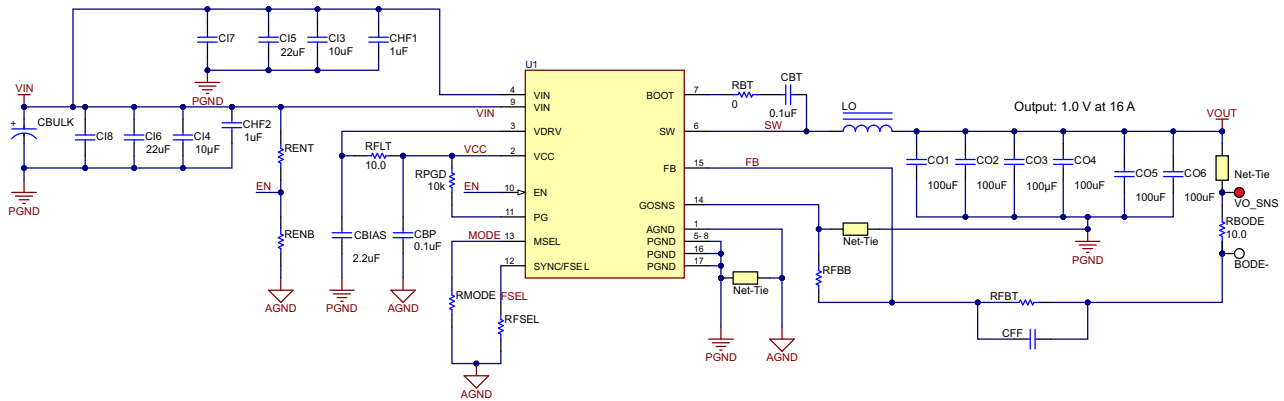 CI7
CI5
22uF
CI3
10uF
CHF1
1uF
PGND
VIN
+
CBULK
CI8
CI6
22uF
CI4
10µF
CHF2
1uF
PGND
RENT
EN
RENB
AGND
VIN
RFLT
10.0
VCC
RPGD
10k
EN
CBIAS
2.2uF
CBP
0.1uF
PGND
AGND
MODE
RMODE
FSEL
RFSEL
AGND
U1
4 VIN
9 VIN
3 VDRV
2 VCC
10 EN
11 PG
13 MSEL
12 SYNC/FSEL
BOOT 7
SW 6
FB 15
GOSNS 14
AGND 1
PGND 5- 8
PGND 16
PGND 17
RBT
0
CBT
0.1uF
SW
FB
LO
Output: 1.0 V at 16 A
VOUT
CO1
100uF
CO2
100uF
CO3
100µF
CO4
100uF
CO5
100uF
CO6
100uF
Net-Tie
VO_SNS
RBODE
10.0
BODE-
Net-Tie
PGND
RFBB
Net-Tie
PGND
AGND
RFBT
CFF